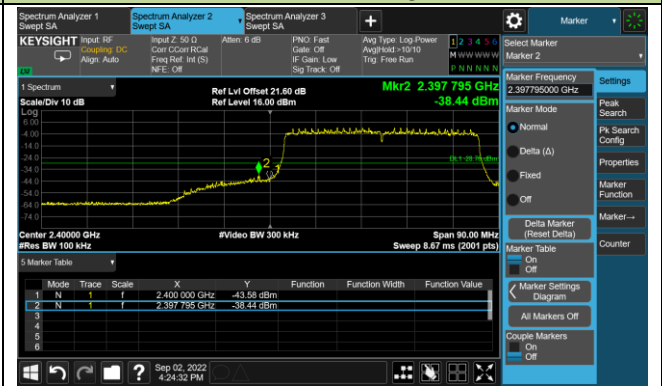 Spectrum Analyzer 1
Swept SA
Spectrum Analyzer 2
Swept SA
Spectrum Analyzer 3
Swept SA
+
Marker
KEYSIGHT
Input: RF
Coupling: DC
Align: Auto
Input Z: 50 Ω
Corr CCorr RCal
Freq Ref: Int (S)
NFE: Off
Atten: 6 dB
PNO: Fast
Gate: Off
IF Gain: Low
Sig Track: Off
Avg Type: Log-Power
Avg|Hold:>10/10
Trig: Free Run
1 2 3 4 5 6
M W W W W W
P N N N N N
Select Marker
Marker 2
1 Spectrum
Scale/Div 10 dB
Log
Ref Lvl Offset 21.60 dB
Ref Level 16.00 dBm
Mkr2 2.397 795 GHz
-38.44 dBm
6.00
-4.00
-14.0
-24.0
-34.0
-44.0
-54.0
-64.0
-74.0
2
Center 2.40000 GHz
#Res BW 100 kHz
#Video BW 300 kHz
Span 90.00 MHz
Sweep 8.67 ms (2001 pts)
5 Marker Table
Mode Trace Scale X Y Function Function Width Function Value
1 N 1 f 2.400 000 GHz -43.58 dBm
2 N 1 f 2.397 795 GHz -38.44 dBm
3
4
5
6
Marker Frequency
2.397795000 GHz
Marker Mode
Normal
Delta (Δ)
Fixed
Off
Delta Marker
(Reset Delta)
Marker Table
On
Off
Marker Settings
Diagram
All Markers Off
Couple Markers
On
Off
Settings
Peak
Search
Pk Search
Config
Properties
Marker
Function
Marker→
Counter
?
Sep 02, 2022
4:24:32 PM